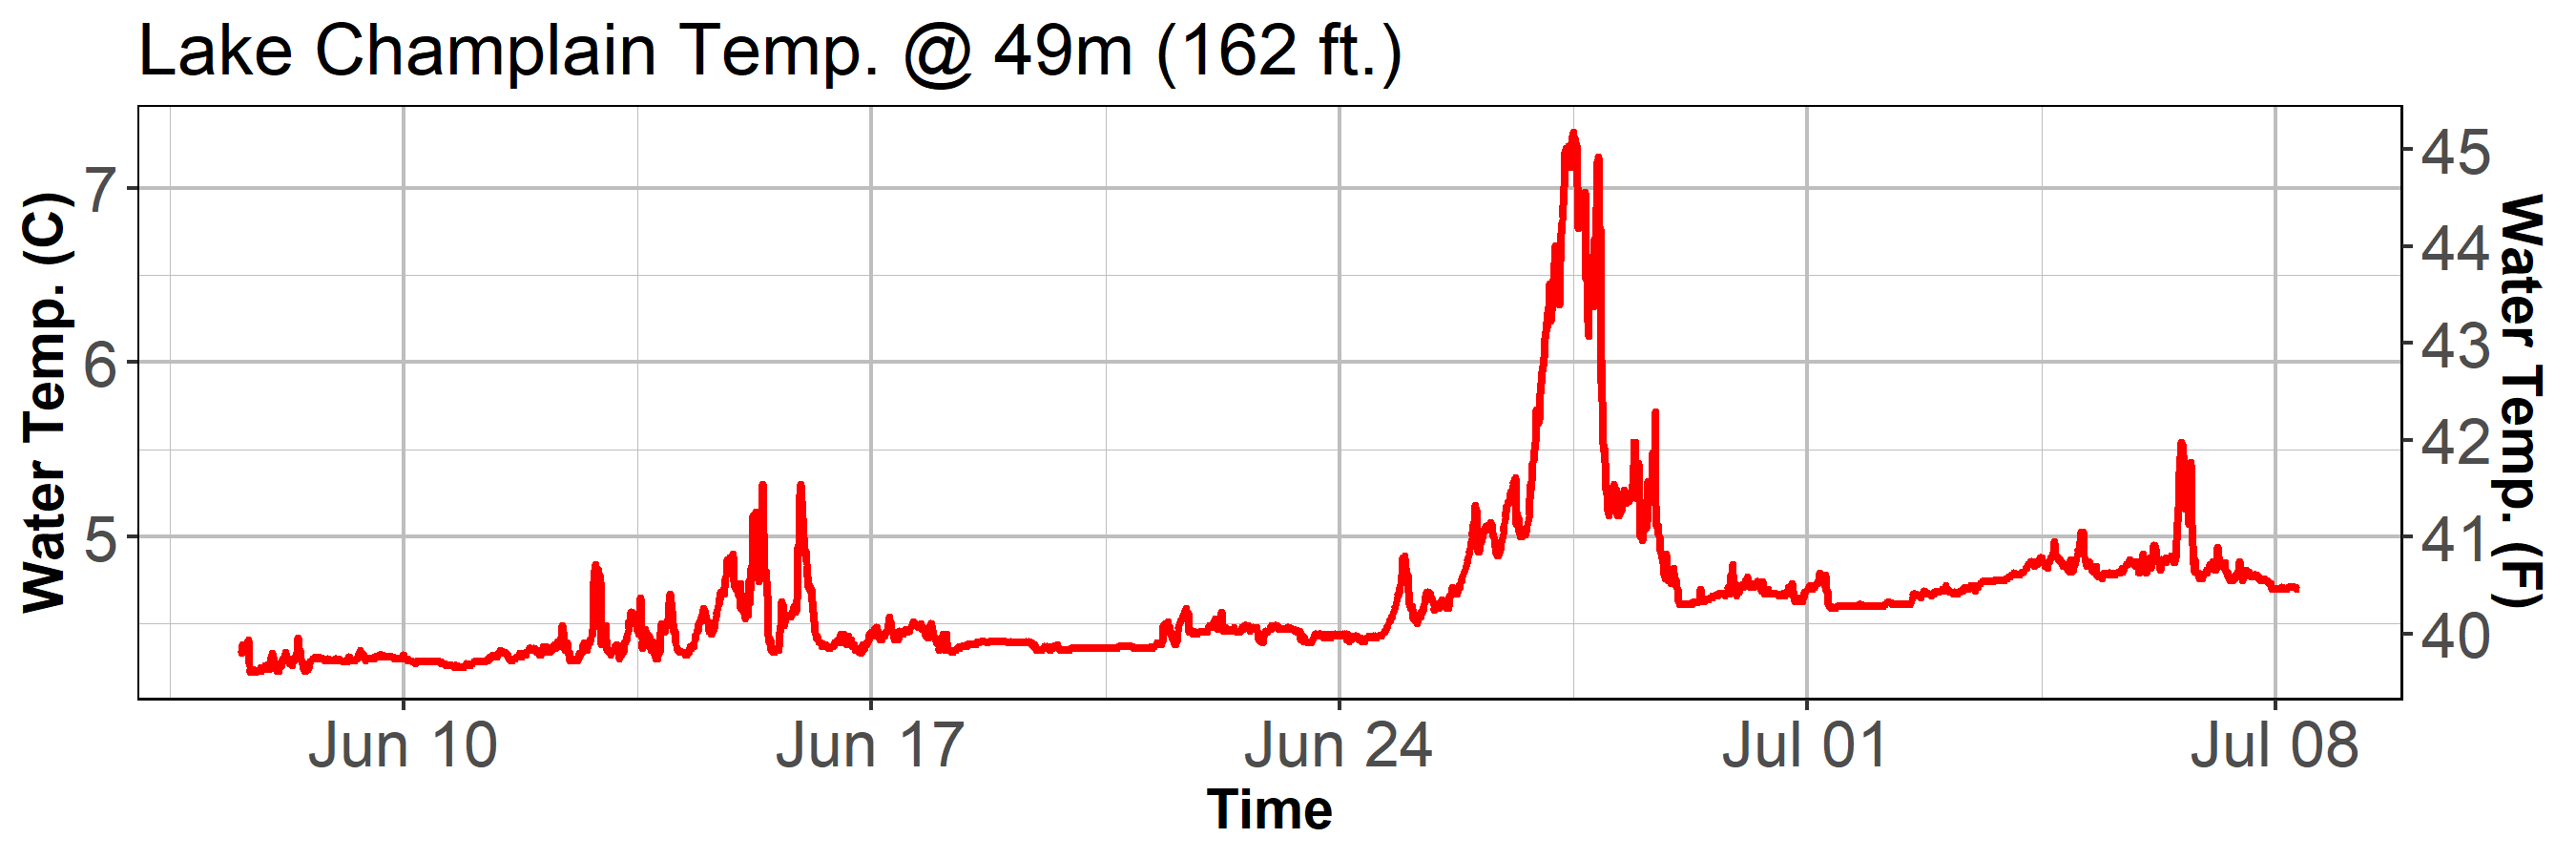 Lake Champlain Temp. @ 49m (162 ft.)
Water Temp. (C)
7
6
5
45
44
43
42
41
40
Water Temp. (F)
Jun 10
Jun 17
Jun 24
Jul 01
Jul 08
Time